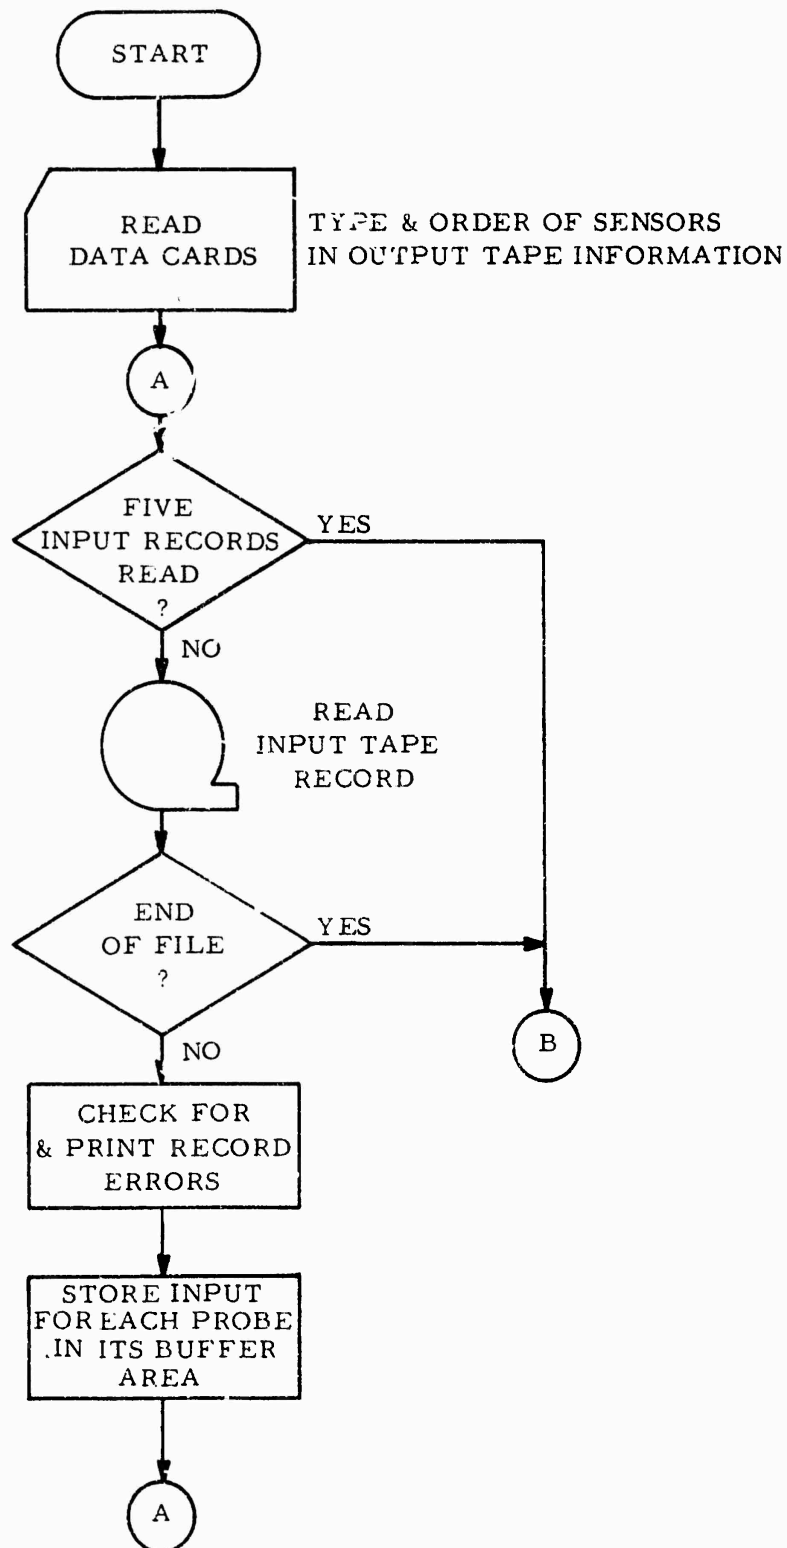 START
READ
DATA CARDS
TYPE & ORDER OF SENSORS
IN OUTPUT TAPE INFORMATION
A
FIVE
INPUT RECORDS
READ
?
YES
NO
READ
INPUT TAPE
RECORD
END
OF FILE
?
YES
B
NO
CHECK FOR
& PRINT RECORD
ERRORS
STORE INPUT
FOR EACH PROBE
IN ITS BUFFER
AREA
A